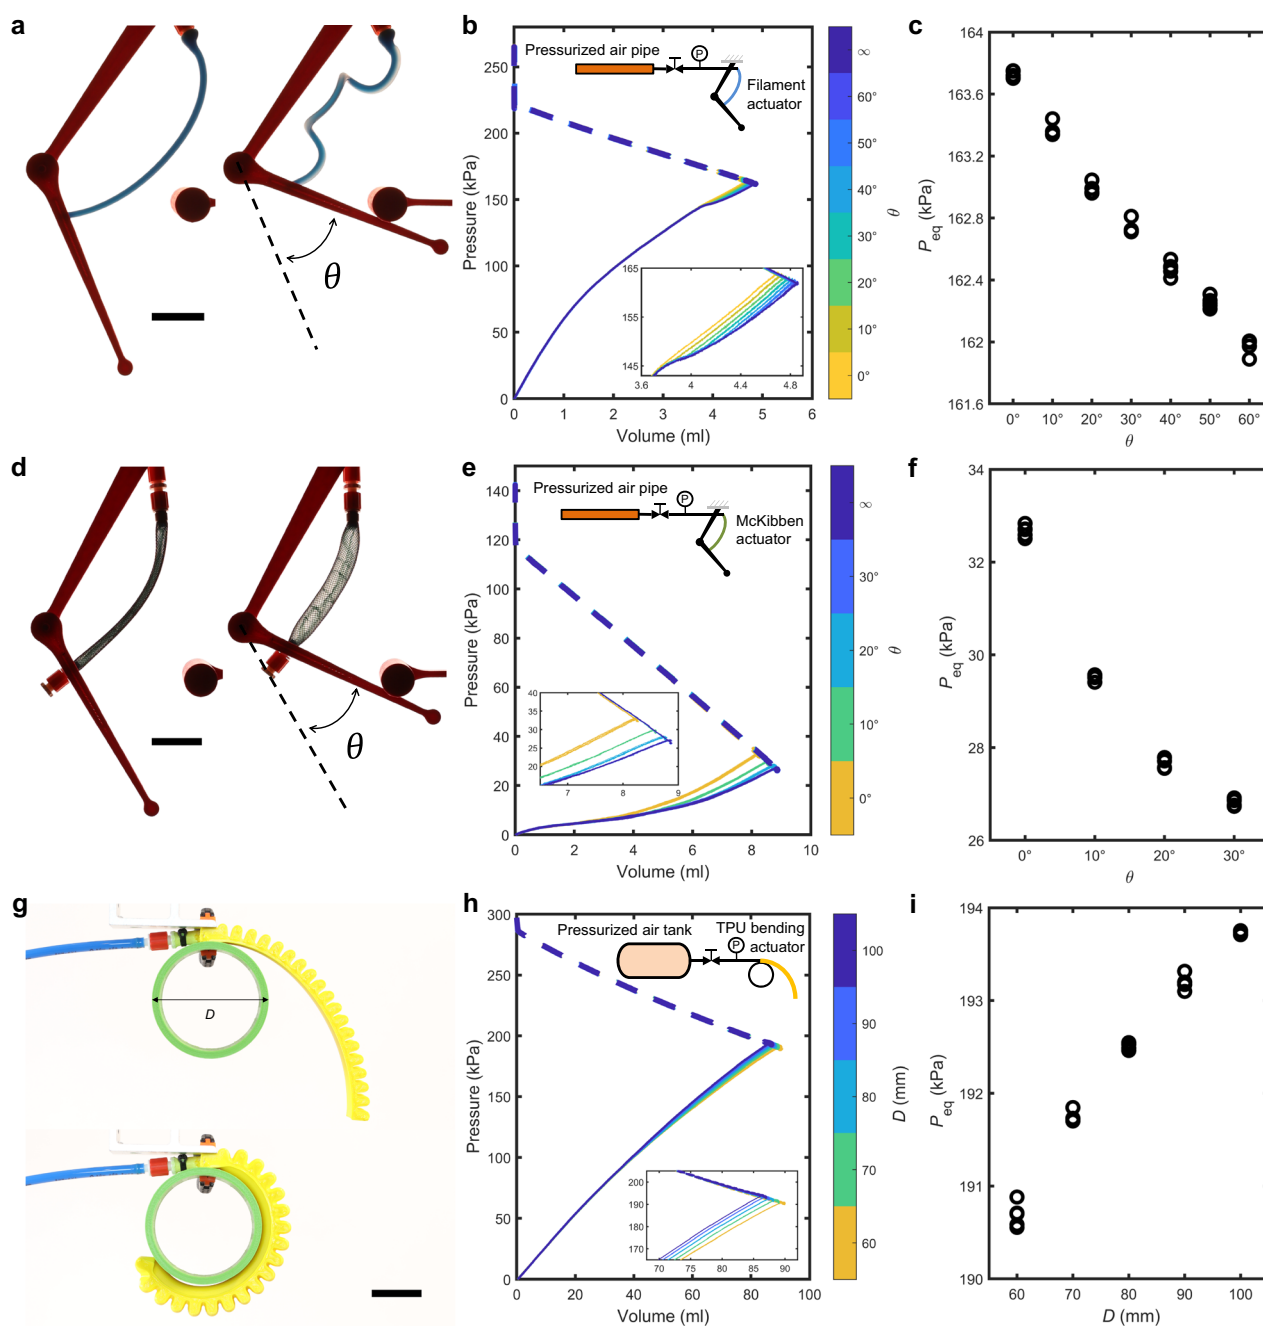 a
θ
b
Pressurized air pipe
P
Filament
actuator
Pressure (kPa)
250
200
150
100
50
0
0 1 2 3 4 5 6
Volume (ml)
165
155
145
3.6 4 4.4 4.8
∞
60°
50°
40°
30°
20°
10°
0°
θ
c
Peq (kPa)
164
163.6
163.2
162.8
162.4
162
161.6
0° 10° 20° 30° 40° 50° 60°
θ
d
θ
e
Pressurized air pipe
P
McKibben
actuator
Pressure (kPa)
140
120
100
80
60
40
20
0
0 2 4 6 8 10
Volume (ml)
40
35
30
25
20
7 8 9
∞
30°
20°
10°
0°
θ
f
Peq (kPa)
34
32
30
28
26
0° 10° 20° 30°
θ
g
D
h
Pressurized air tank
P
TPU bending
actuator
Pressure (kPa)
300
250
200
150
100
50
0
0 20 40 60 80 100
Volume (ml)
200
190
180
170
70 75 80 85 90
100
90
80
70
60
D (mm)
i
Peq (kPa)
194
193
192
191
190
60 70 80 90 100
D (mm)